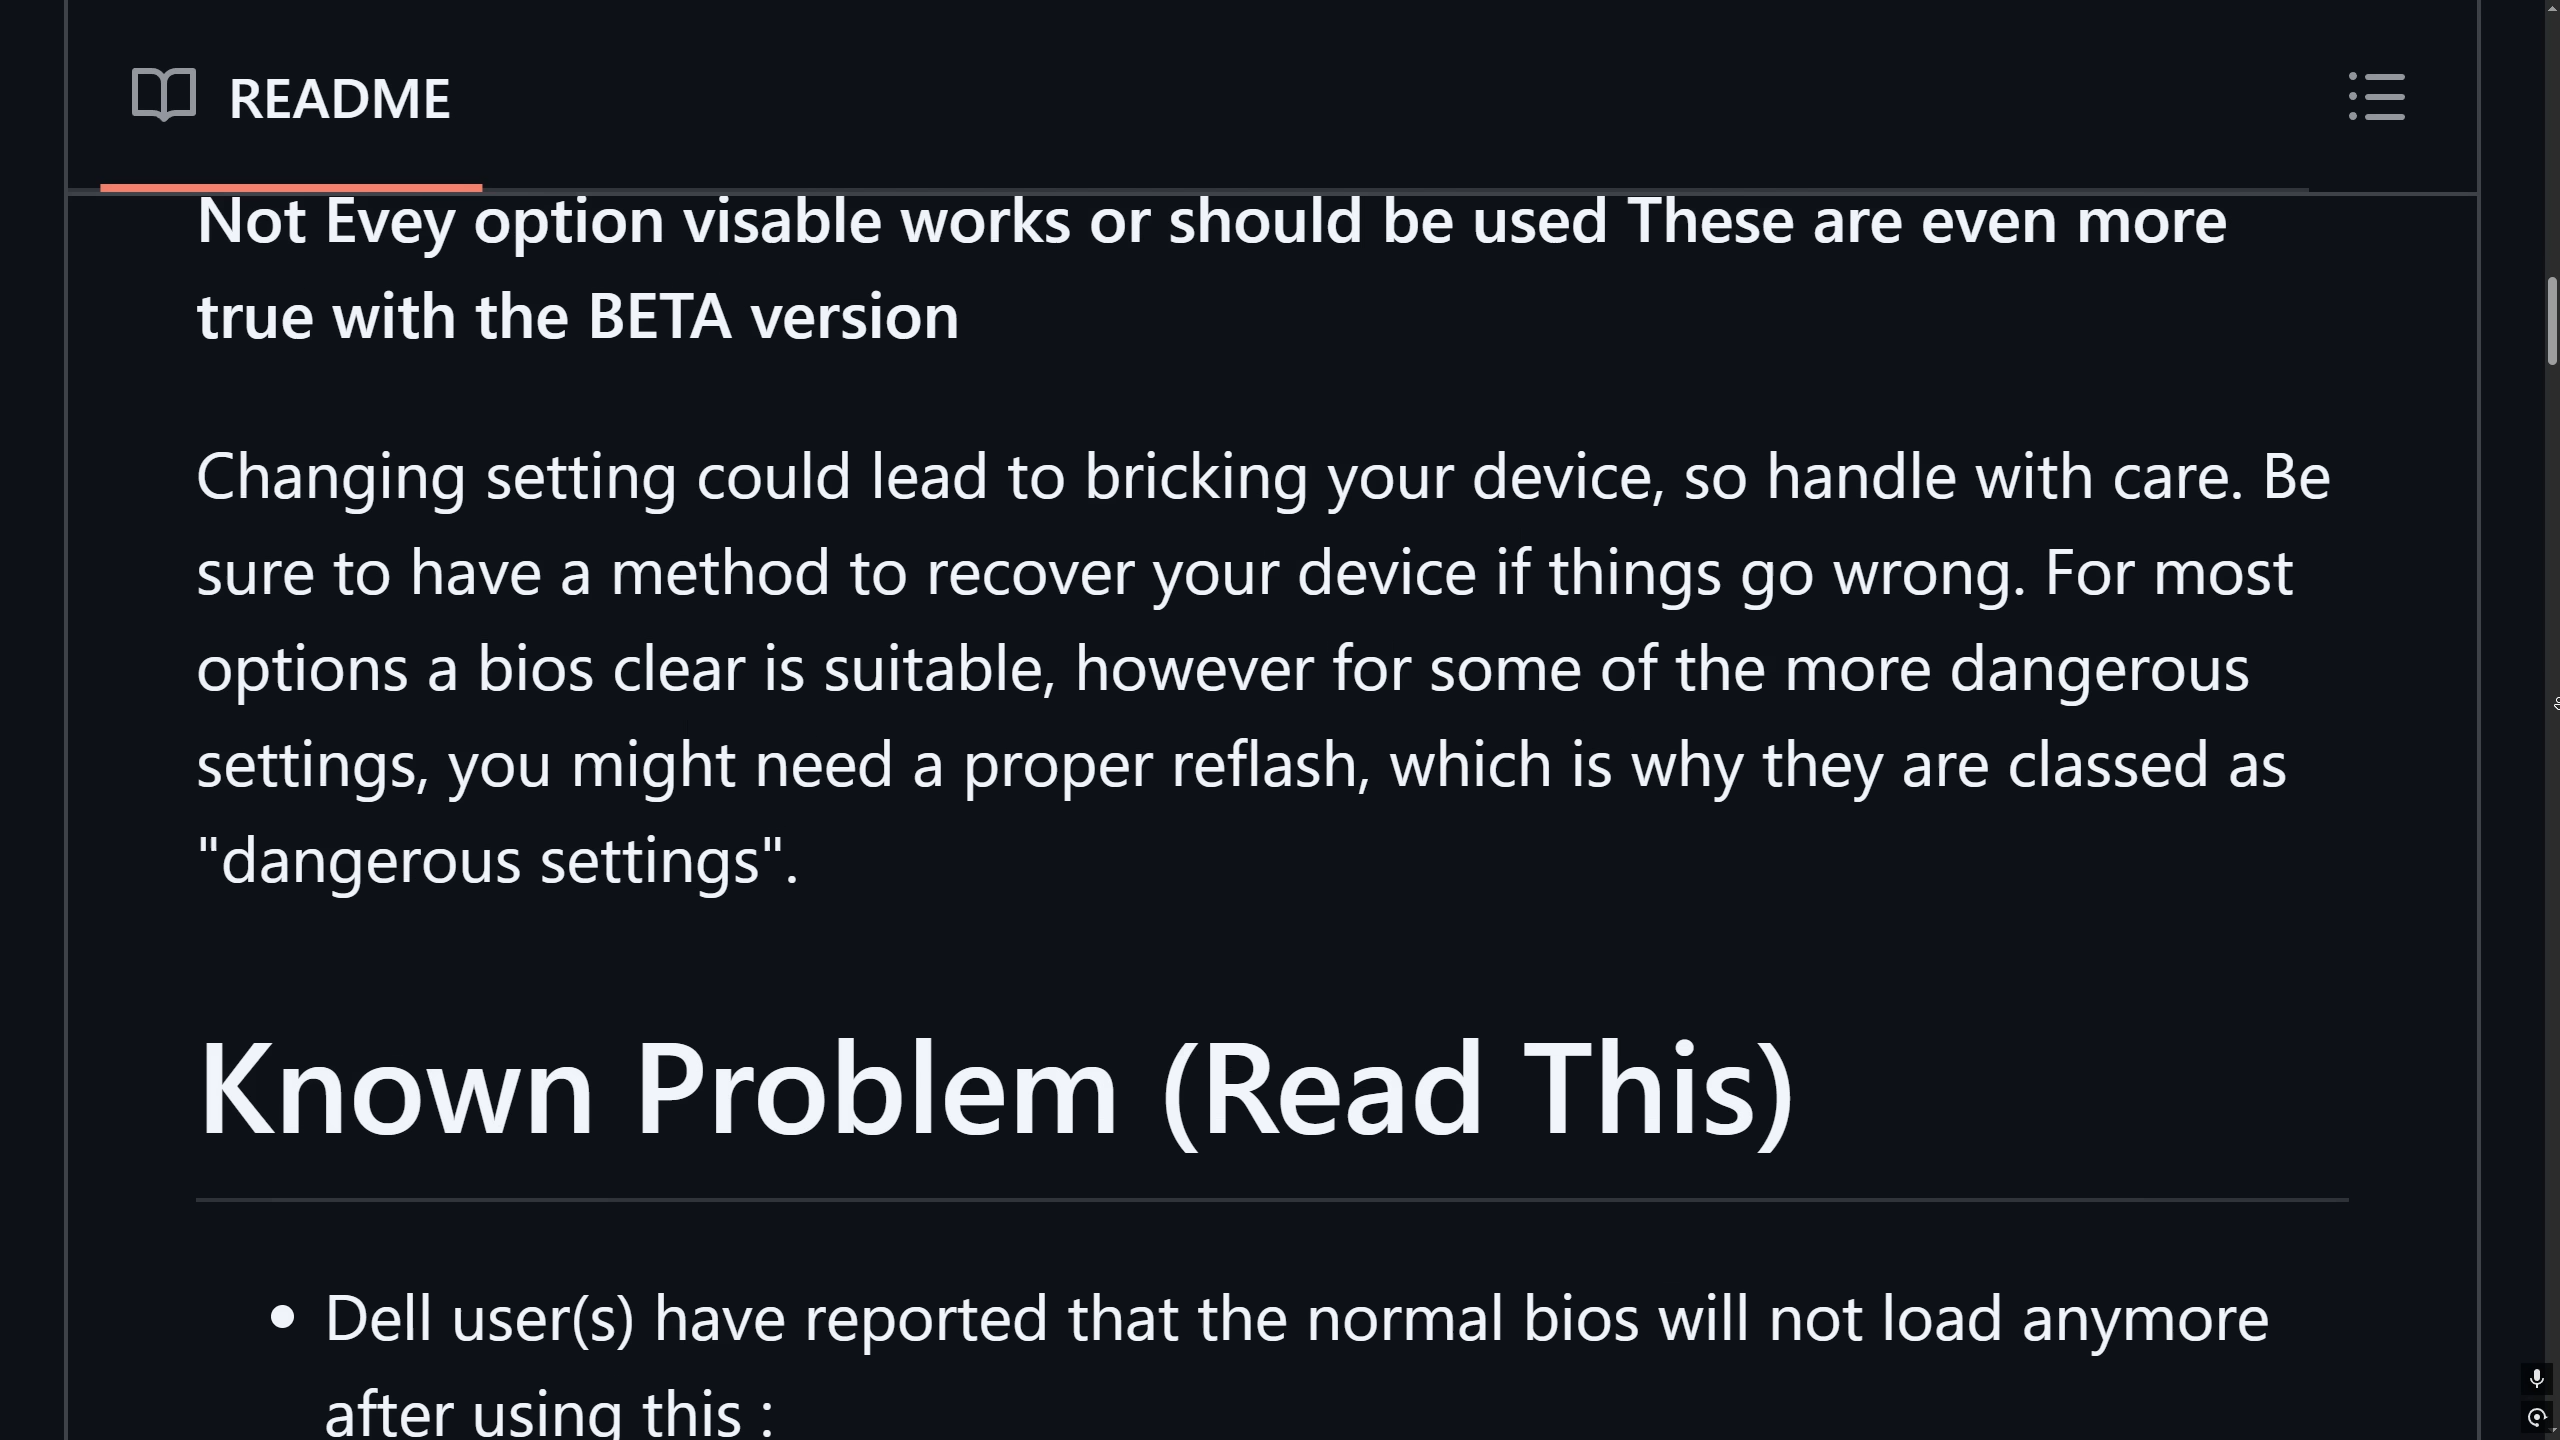 README
Not Evey option visable works or should be used These are even more
true with the BETA version
Changing setting could lead to bricking your device, so handle with care. Be
sure to have a method to recover your device if things go wrong. For most
options a bios clear is suitable, however for some of the more dangerous
settings, you might need a proper reflash, which is why they are classed as
"dangerous settings".
Known Problem (Read This)
Dell user(s) have reported that the normal bios will not load anymore
after using this :